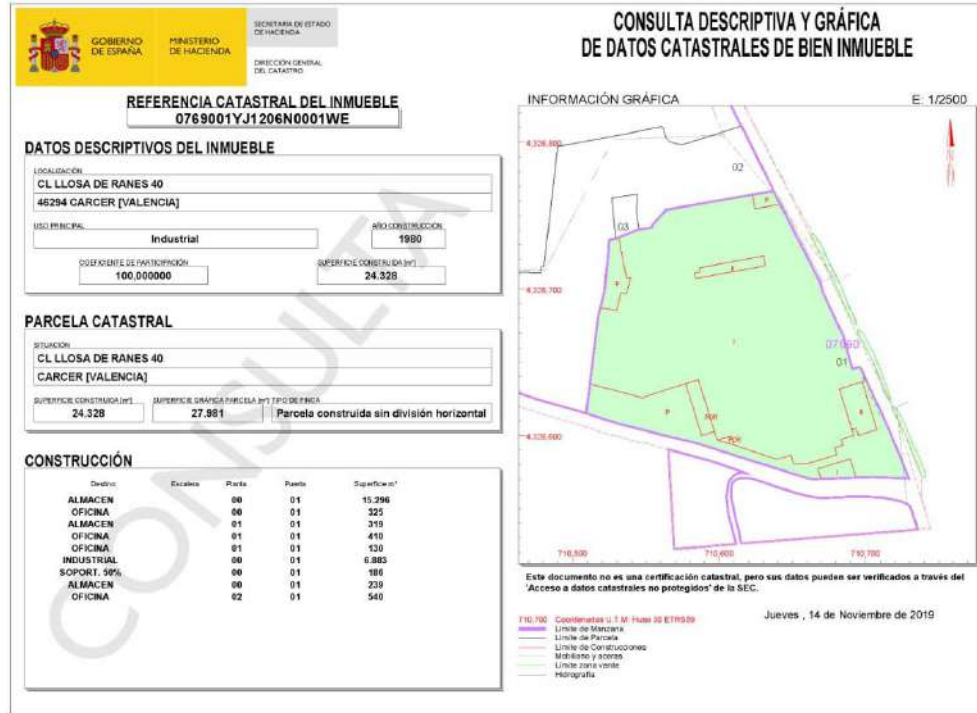 GOBIERNO
DE ESPAÑA
MINISTERIO
DE HACIENDA
SECRETARÍA DE ESTADO
DE HACIENDA
DIRECCIÓN GENERAL
DEL CATASTRO
CONSULTA DESCRIPTIVA Y GRÁFICA
DE DATOS CATASTRALES DE BIEN INMUEBLE
REFERENCIA CATASTRAL DEL INMUEBLE
0769001YJ1206N0001WE
DATOS DESCRIPTIVOS DEL INMUEBLE
LOCALIZACIÓN
CL LLOSA DE RANES 40
46294 CARCER [VALENCIA]
USO PRINCIPAL
AÑO CONSTRUCCIÓN
Industrial
1980
COEFICIENTE DE PARTICIPACIÓN
SUPERFICIE CONSTRUIDA [m²]
100,000000
24.328
PARCELA CATASTRAL
SITUACIÓN
CL LLOSA DE RANES 40
CARCER [VALENCIA]
SUPERFICIE CONSTRUIDA [m²] SUPERFICIE GRÁFICA PARCELA [m²] TIPO DE FINCA
24.328 27.981 Parcela construida sin división horizontal
CONSTRUCCIÓN
Destino Escalera Planta Puerta Superficie m²
ALMACEN 00 01 15.296
OFICINA 00 01 325
ALMACEN 01 01 319
OFICINA 01 01 410
OFICINA 01 01 130
INDUSTRIAL 00 01 6.883
SOPORT. 50% 00 01 186
ALMACEN 00 01 239
OFICINA 02 01 540
CONSULTA
INFORMACIÓN GRÁFICA E: 1/2500
4,328,800
02
P
03
4,328,700
01
P
4,328,600
710,500 710,600 710,700
Este documento no es una certificación catastral, pero sus datos pueden ser verificados a través del
'Acceso a datos catastrales no protegidos' de la SEC.
710,700 Coordenadas U.T.M. Huso 30 ETRS89
Límite de Manzana
Límite de Parcela
Límite de Construcciones
Mobiliario y aceras
Límite zona verde
Hidrografía
Jueves , 14 de Noviembre de 2019